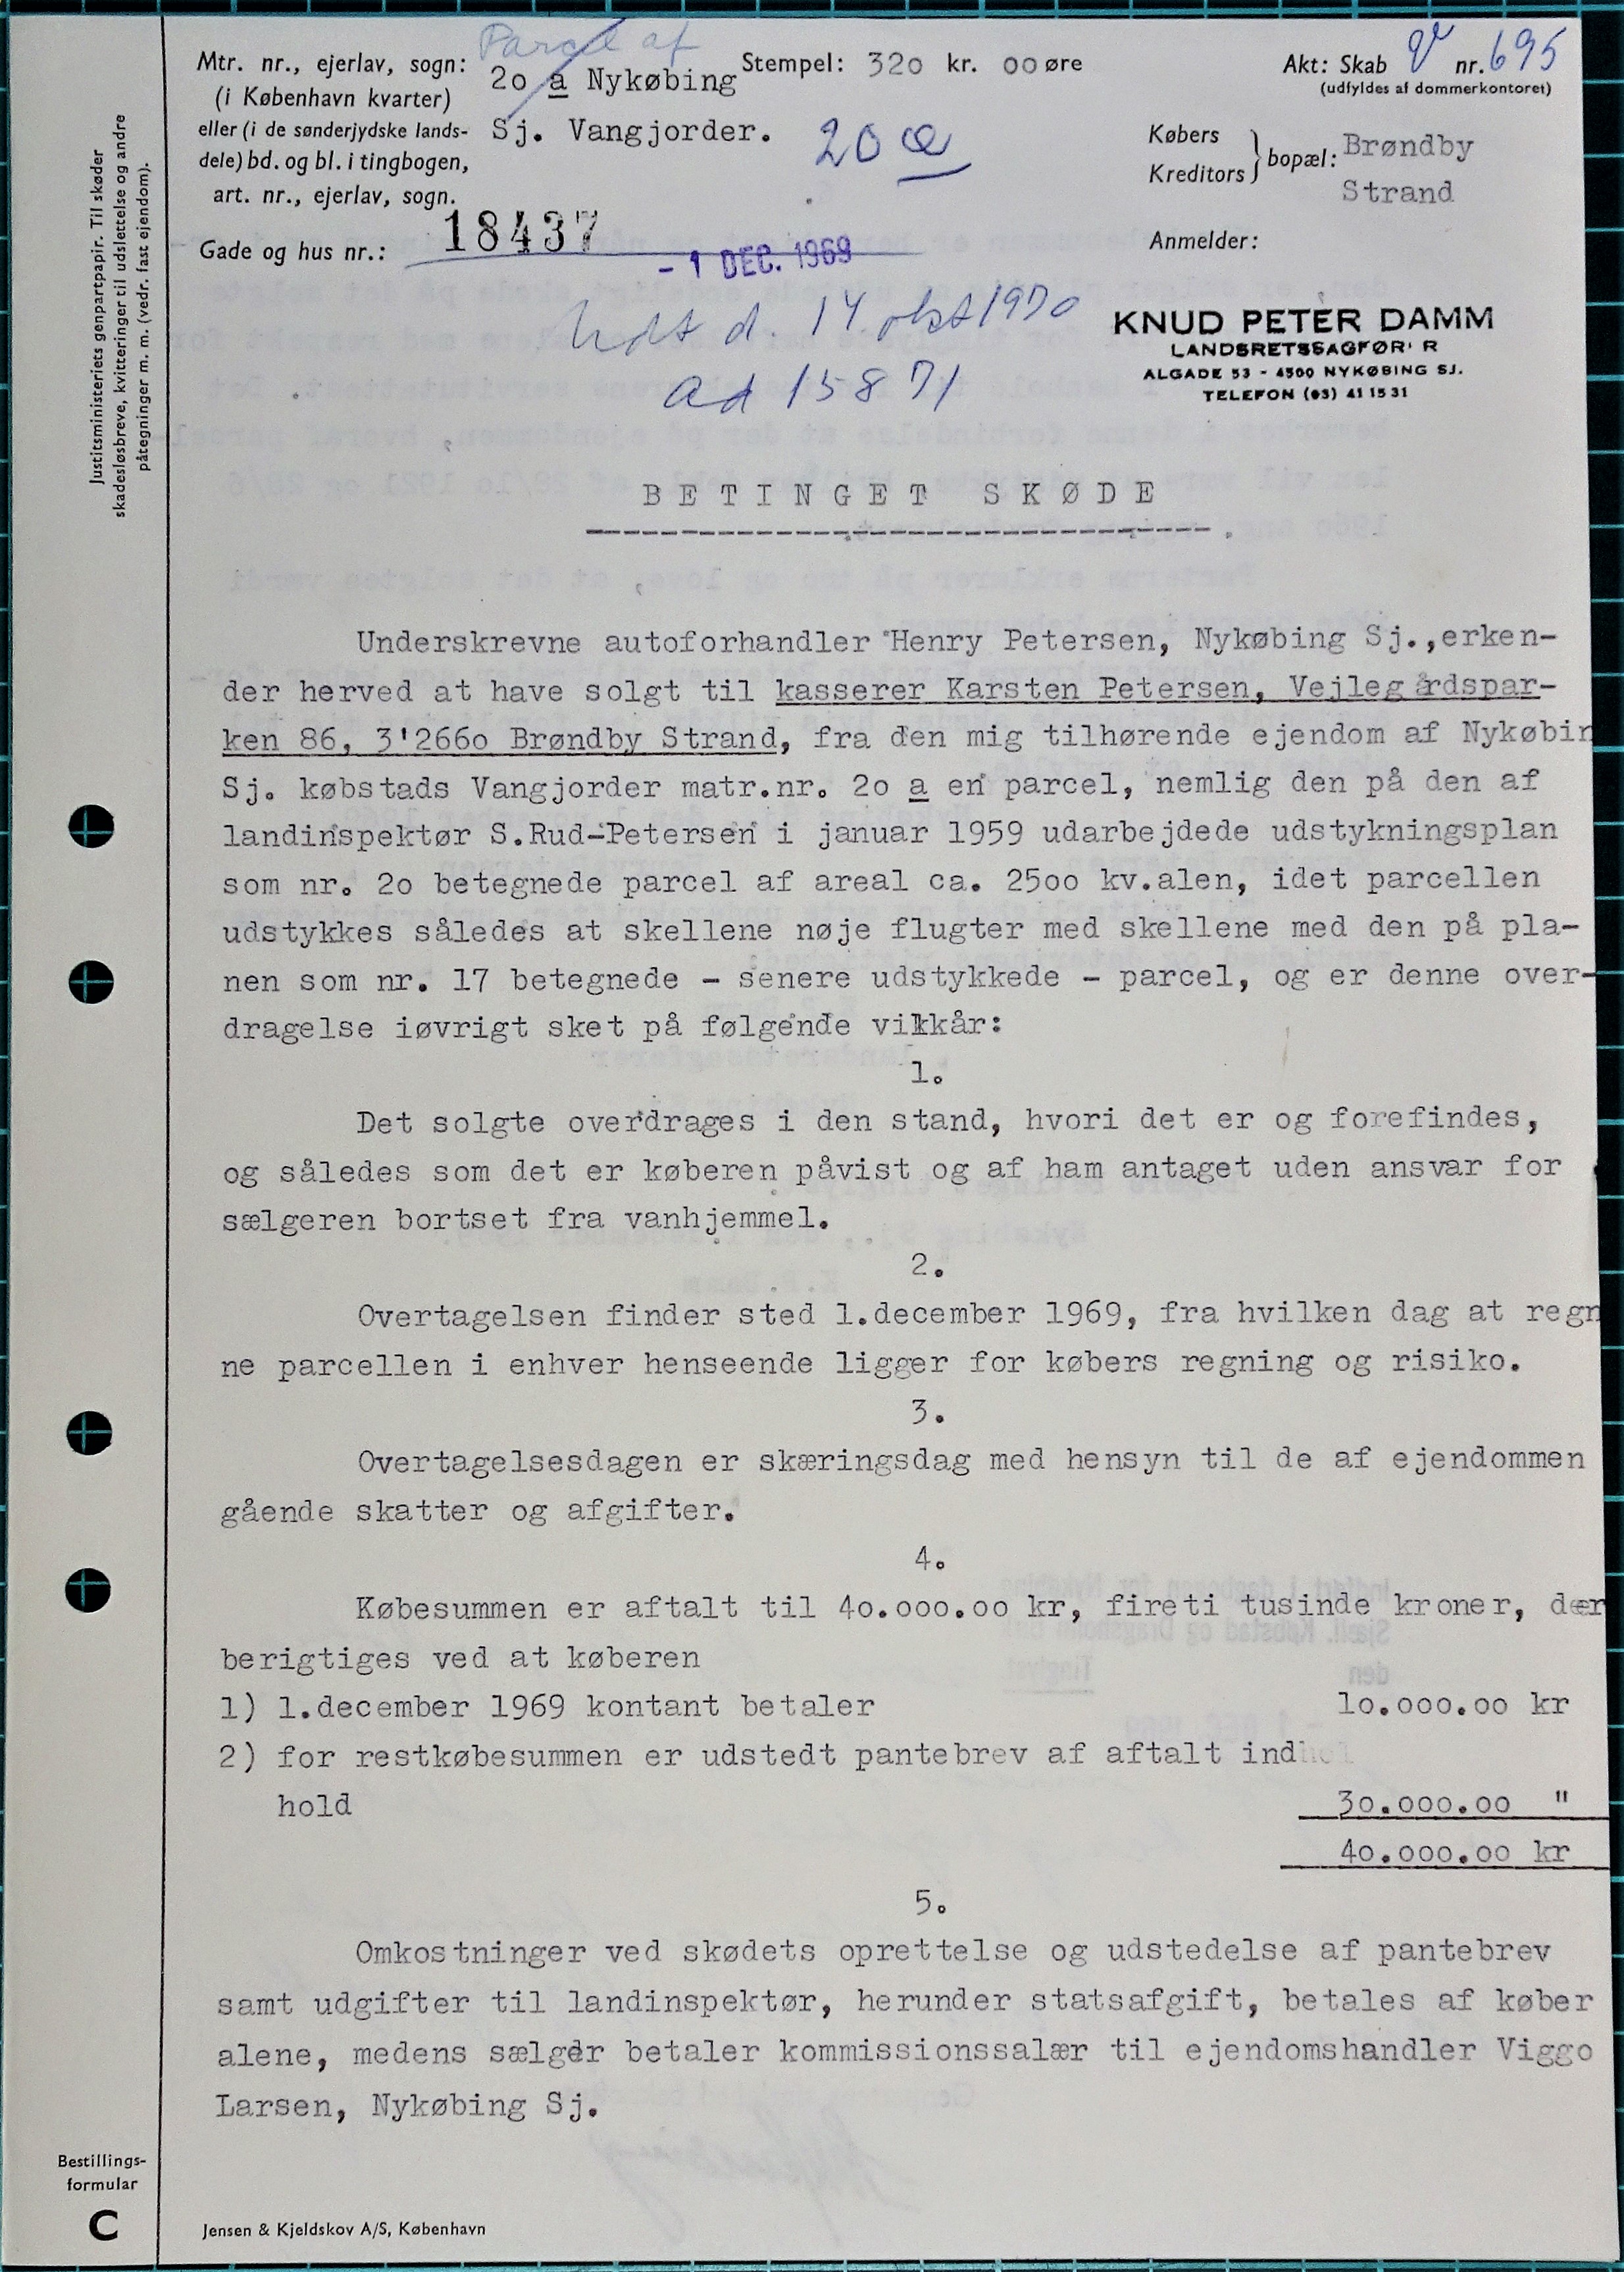 Parcel af
Mtr. nr., ejerlav, sogn: 2o a Nykøbing Stempel: 32o kr. oo øre Akt: Skab V nr. 695
(i København kvarter) (udfyldes af dommerkontoret)
eller (i de sønderjydske lands- Sj. Vangjorder. 20 æ Købers
dele) bd. og bl. i tingbogen, Kreditors } bopæl: Brøndby
art. nr., ejerlav, sogn. Strand
Gade og hus nr.: 18437 Anmelder:
- 1 DEC. 1969
d. 14 okt 1970
ad 15871
KNUD PETER DAMM
LANDSRETSSAGFØR' R
ALGADE 53 - 4500 NYKØBING SJ.
TELEFON (03) 41 15 31
Justitsministeriets genpartpapir. Til skøder
skadesløsbreve, kvitteringer til udslettelse og andre
påtegninger m. m. (vedr. fast ejendom).
BETINGET SKØDE
Underskrevne autoforhandler Henry Petersen, Nykøbing Sj.,erken-
der herved at have solgt til kasserer Karsten Petersen, Vejlegårdspar-
ken 86, 3'266o Brøndby Strand, fra den mig tilhørende ejendom af Nykøbin
Sj. købstads Vangjorder matr.nr. 2o a en parcel, nemlig den på den af
landinspektør S.Rud-Petersen i januar 1959 udarbejdede udstykningsplan
som nr. 2o betegnede parcel af areal ca. 25oo kv.alen, idet parcellen
udstykkes således at skellene nøje flugter med skellene med den på pla-
nen som nr. 17 betegnede - senere udstykkede - parcel, og er denne over-
dragelse iøvrigt sket på følgende vilkår:
1.
Det solgte overdrages i den stand, hvori det er og forefindes,
og således som det er køberen påvist og af ham antaget uden ansvar for
sælgeren bortset fra vanhjemmel.
2.
Overtagelsen finder sted 1.december 1969, fra hvilken dag at regn
ne parcellen i enhver henseende ligger for købers regning og risiko.
3.
Overtagelsesdagen er skæringsdag med hensyn til de af ejendommen
gående skatter og afgifter.
4.
Købesummen er aftalt til 4o.ooo.oo kr, fireti tusinde kroner, der
berigtiges ved at køberen
1) 1.december 1969 kontant betaler 1o.ooo.oo kr
2) for restkøbesummen er udstedt pantebrev af aftalt ind
hold 3o.ooo.oo "
4o.ooo.oo kr
5.
Omkostninger ved skødets oprettelse og udstedelse af pantebrev
samt udgifter til landinspektør, herunder statsafgift, betales af køber
alene, medens sælger betaler kommissionssalær til ejendomshandler Viggo
Larsen, Nykøbing Sj.
Bestillings-
formular
C
Jensen & Kjeldskov A/S, København